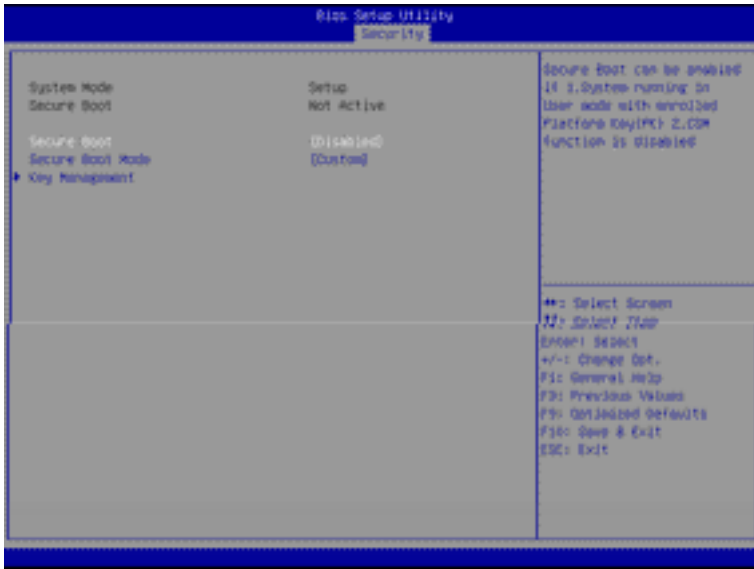 Bios Setup Utility
Security
System Mode Setup
Secure Boot Not Active
Secure Boot [Disabled]
Secure Boot Mode [Custom]
Key Management
Secure Boot can be enabled
if 1.System running in
User mode with enrolled
Platform Key(PK) 2.CSM
function is disabled
: Select Screen
: Select Item
Enter: Select
+/-: Change Opt.
F1: General Help
F3: Previous Values
F9: Optimized Defaults
F10: Save & Exit
ESC: Exit